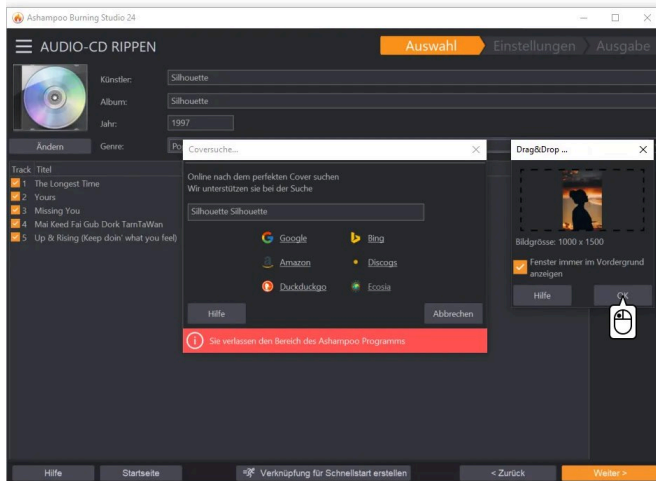 Ashampoo Burning Studio 24
AUDIO-CD RIPPEN
Auswahl
Einstellungen
Ausgabe
Künstler:
Silhouette
Album:
Silhouette
Jahr:
1997
Ändern
Genre:
Po
Track Titel
1 The Longest Time
2 Yours
3 Missing You
4 Mai Keed Fai Gub Dork TarnTaWan
5 Up & Rising (Keep doin' what you feel)
Coversuche...
Online nach dem perfekten Cover suchen
Wir unterstützen sie bei der Suche
Silhouette Silhouette
Google
Bing
Amazon
Discogs
Duckduckgo
Ecosia
Hilfe
Abbrechen
Sie verlassen den Bereich des Ashampoo Programms
Drag&Drop ...
Bildgrösse: 1000 x 1500
Fenster immer im Vordergrund
anzeigen
Hilfe
OK
Hilfe
Startseite
Verknüpfung für Schnellstart erstellen
< Zurück
Weiter >